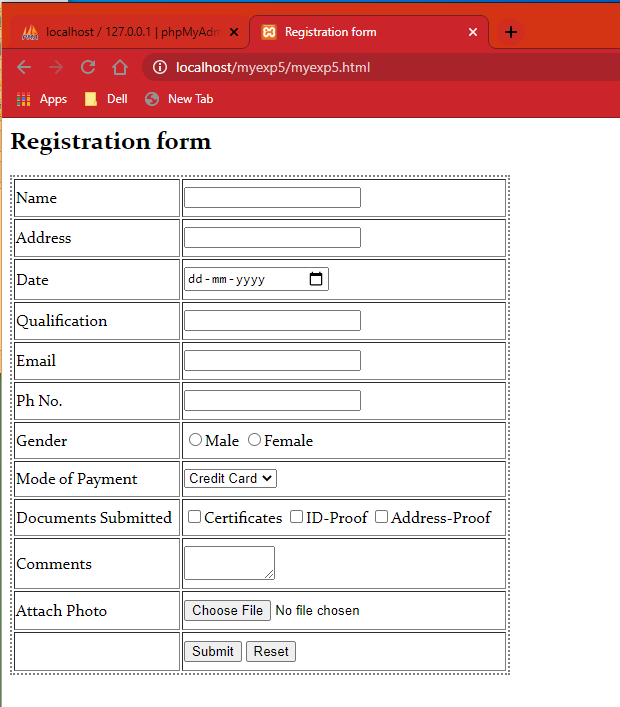 localhost / 127.0.0.1 | phpMyAdm
Registration form
localhost/myexp5/myexp5.html
Apps Dell New Tab
Registration form
Name
Address
Date dd-mm-yyyy
Qualification
Email
Ph No.
Gender Male Female
Mode of Payment Credit Card
Documents Submitted Certificates ID-Proof Address-Proof
Comments
Attach Photo Choose File No file chosen
Submit Reset